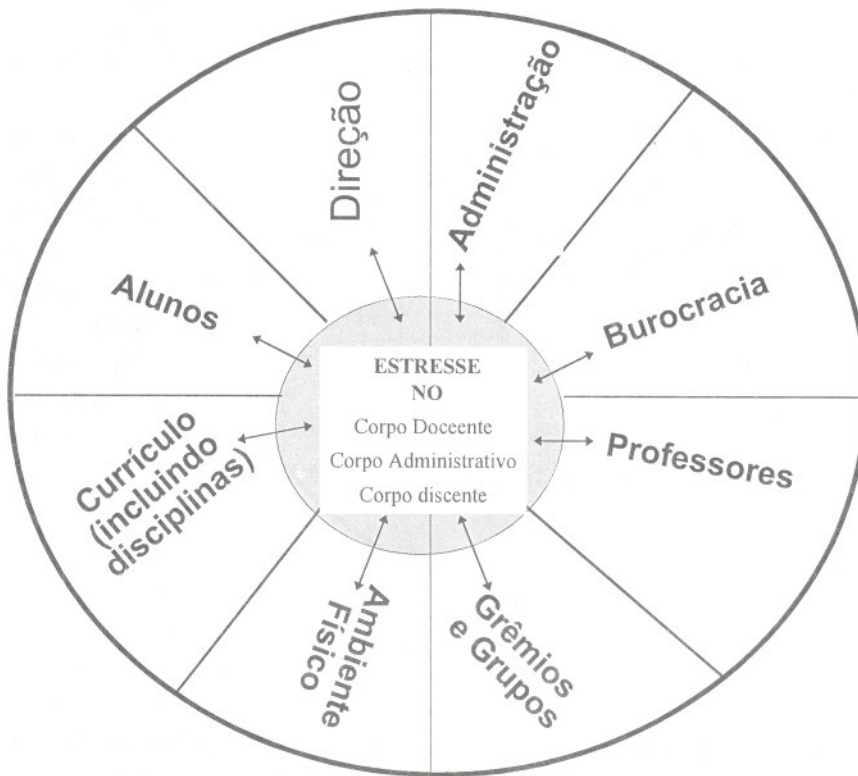 Direção
Administração
Alunos
Burocracia
ESTRESSE
NO
Corpo Doceente
Corpo Administrativo
Corpo discente
Currículo
(incluindo
disciplinas)
Professores
Ambiente
Físico
Grêmios
e Grupos